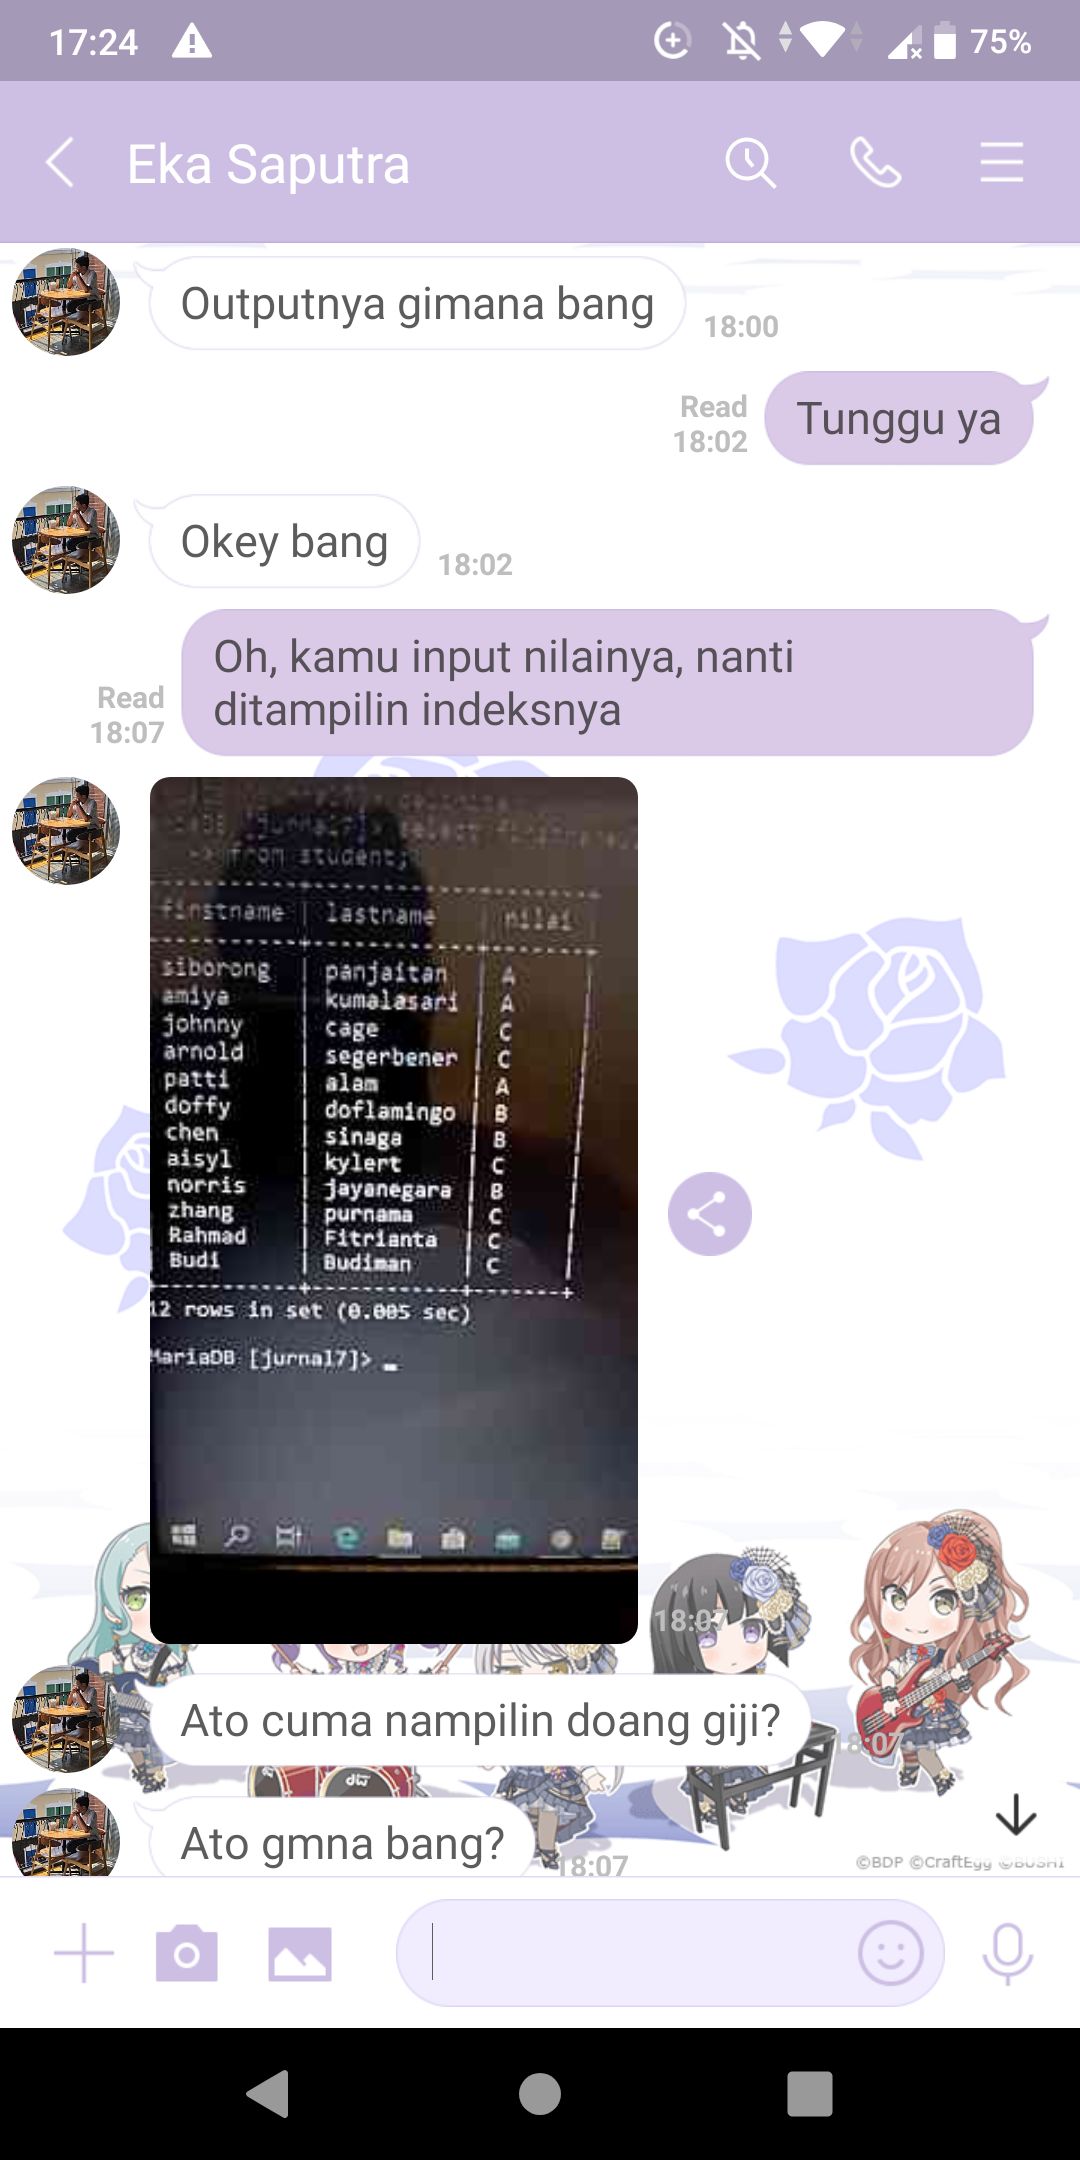 17:24
75%
Eka Saputra
Outputnya gimana bang
18:00
Read
18:02
Tunggu ya
Okey bang
18:02
Oh, kamu input nilainya, nanti
ditampilin indeksnya
Read
18:07
from student;
firstname | lastname | nilai
siborong | panjaitan | A
amiya | kumalasari | A
johnny | cage | C
arnold | segerbener | C
patti | alam | A
doffy | doflamingo | B
chen | sinaga | B
aisyl | kylert | C
norris | jayanegara | B
zhang | purnama | C
Rahmad | Fitrianta | C
Budi | Budiman | C
12 rows in set (0.005 sec)
MariaDB [jurnal7]> _
18:07
Ato cuma nampilin doang giji?
18:07
Ato gmna bang?
18:07
©BDP ©CraftEgg ©BUSHI